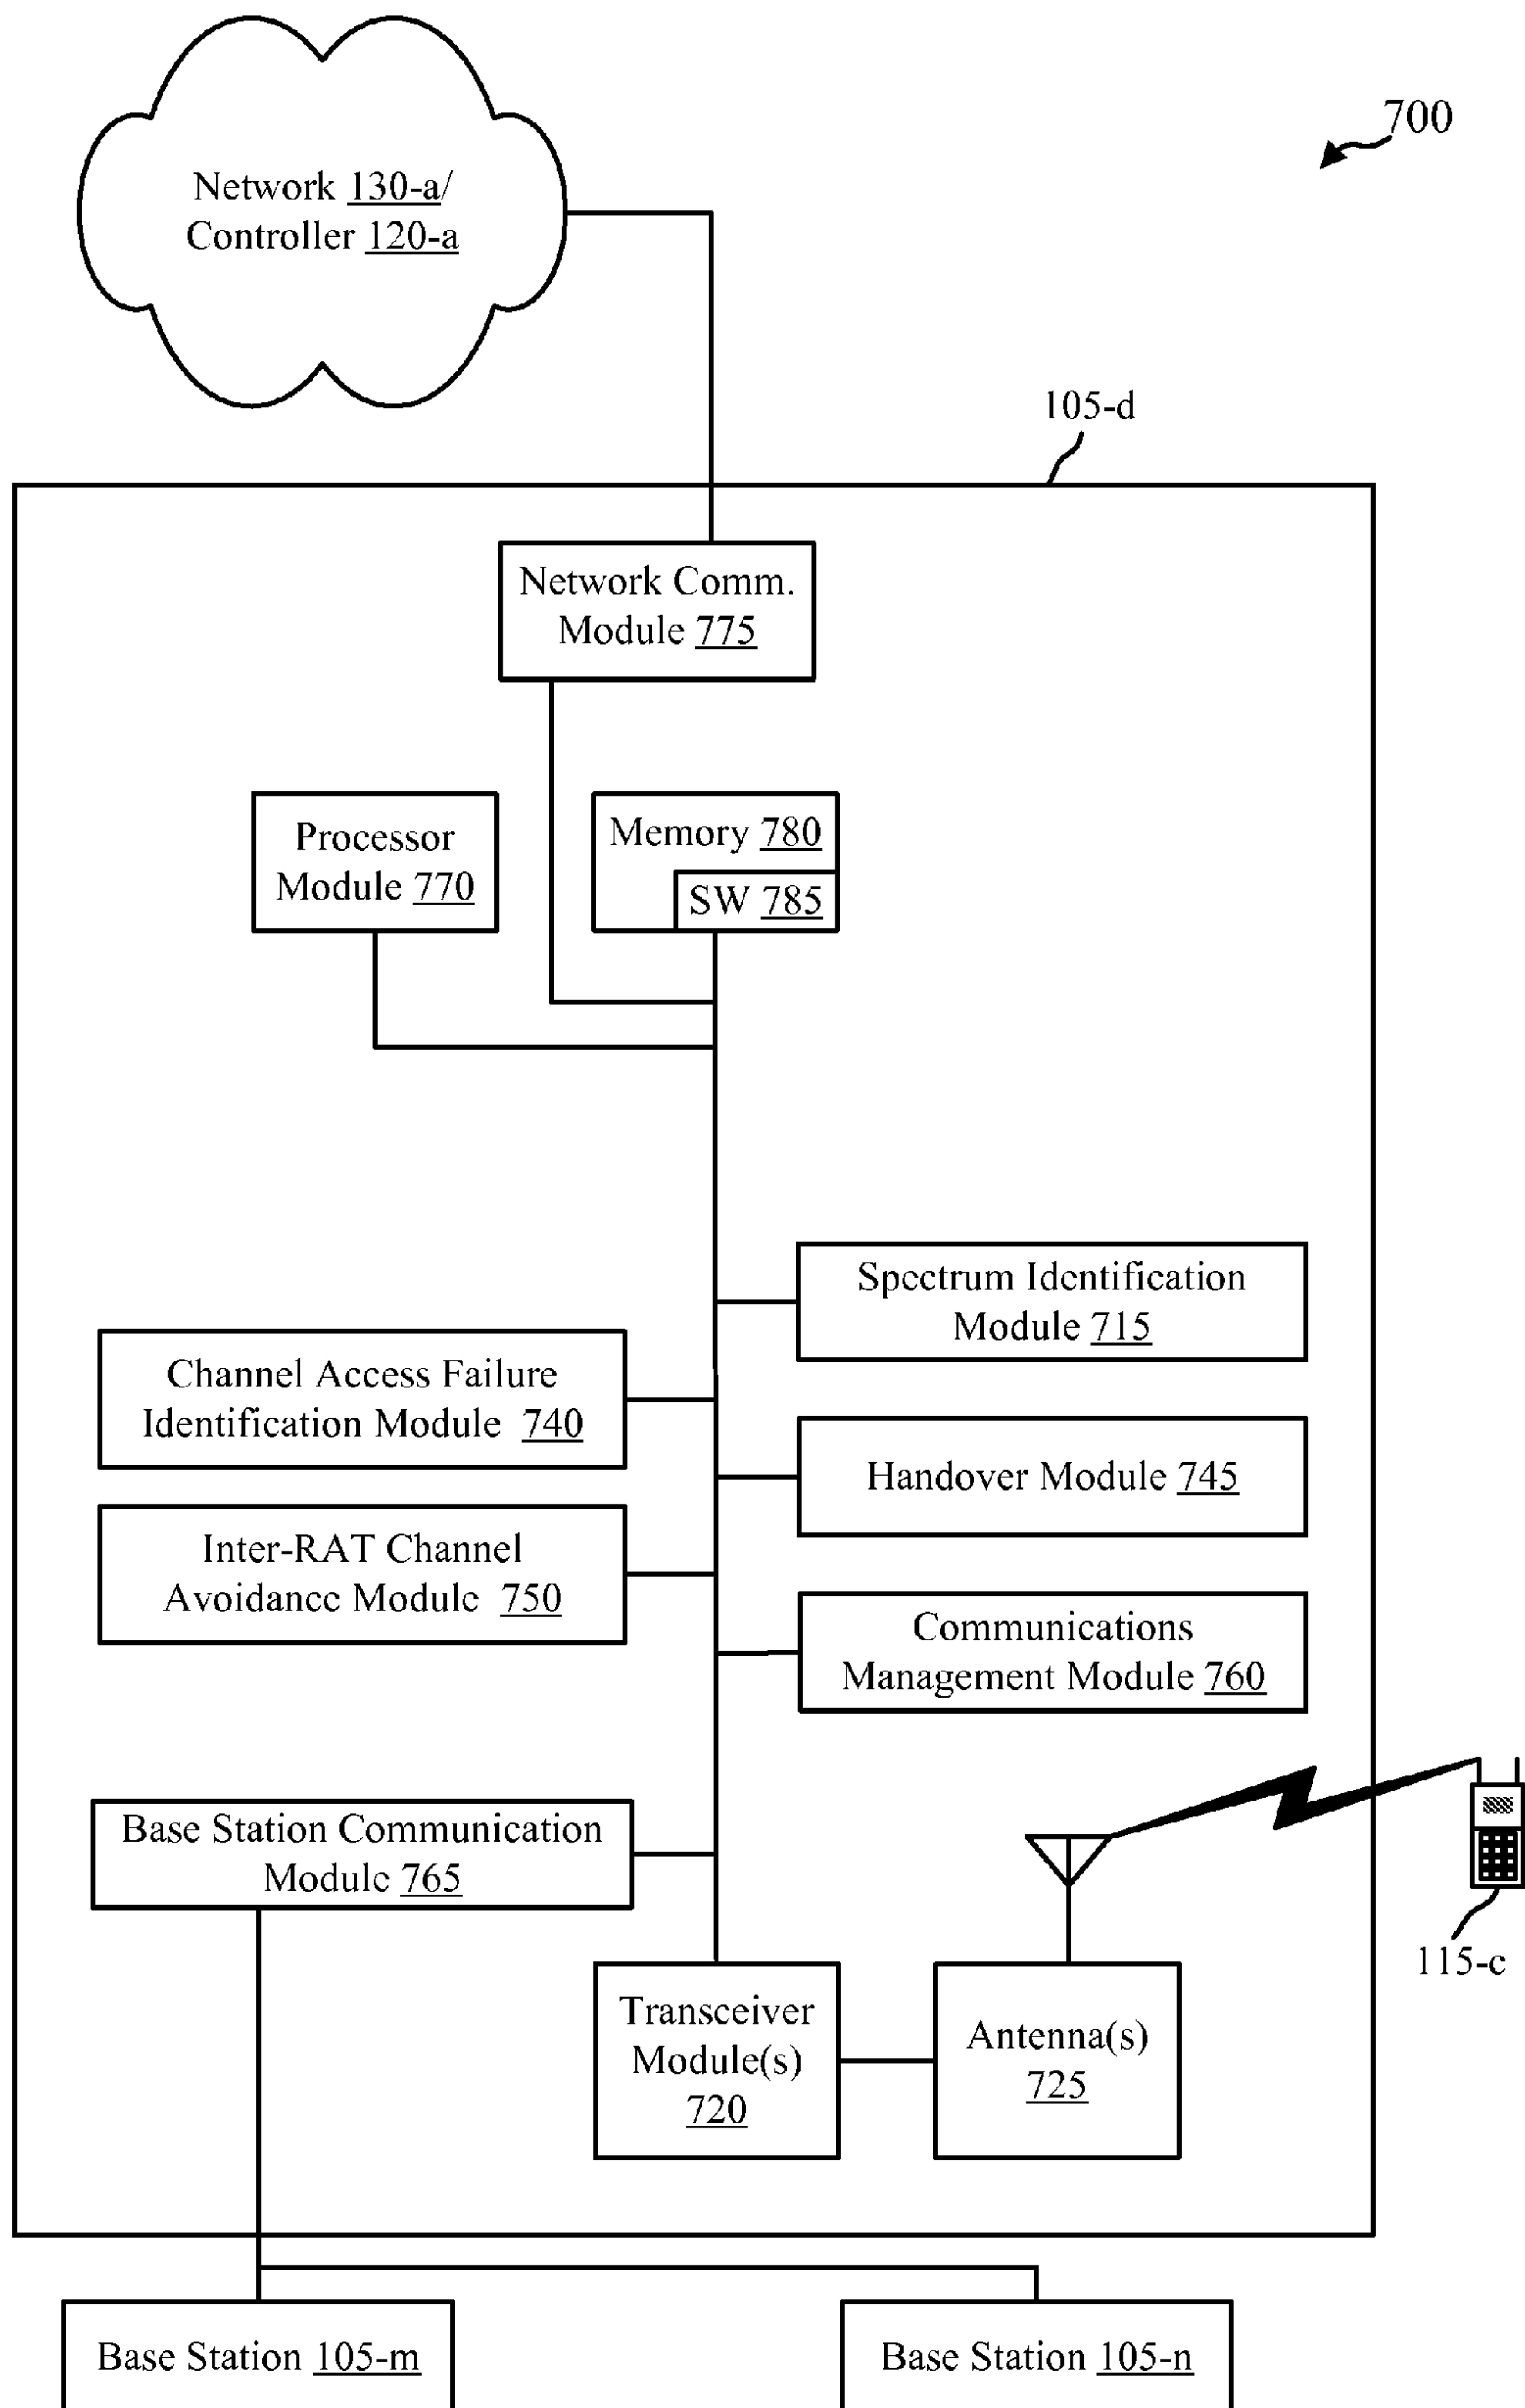 700
Network 130-a/
Controller 120-a
105-d
Network Comm.
Module 775
Processor
Module 770
Memory 780
SW 785
Spectrum Identification
Module 715
Channel Access Failure
Identification Module 740
Handover Module 745
Inter-RAT Channel
Avoidance Module 750
Communications
Management Module 760
Base Station Communication
Module 765
115-c
Transceiver
Module(s)
720
Antenna(s)
725
Base Station 105-m
Base Station 105-n